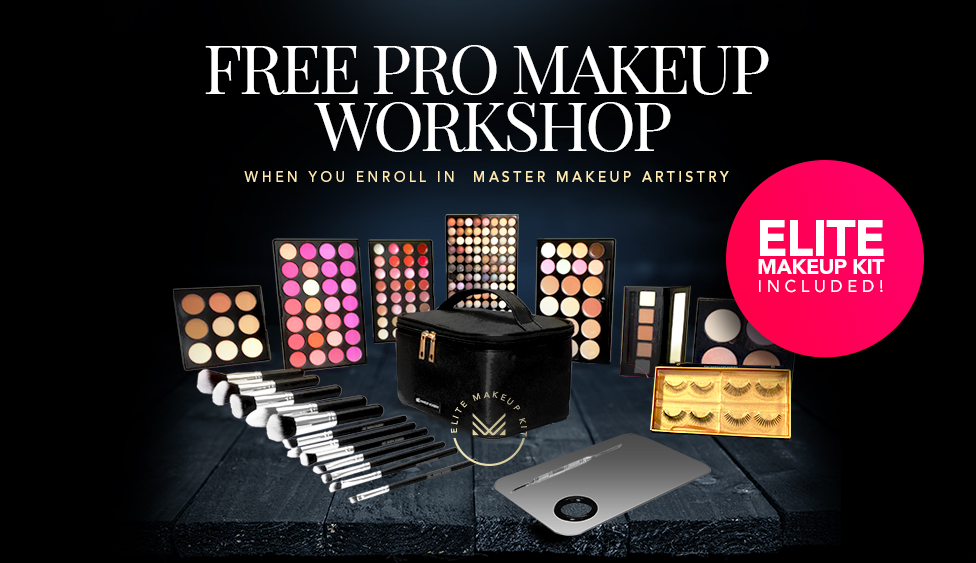 FREE PRO MAKEUP
WORKSHOP
WHEN YOU ENROLL IN MASTER MAKEUP ARTISTRY
ELITE
MAKEUP KIT
INCLUDED!
ELITE MAKEUP KIT